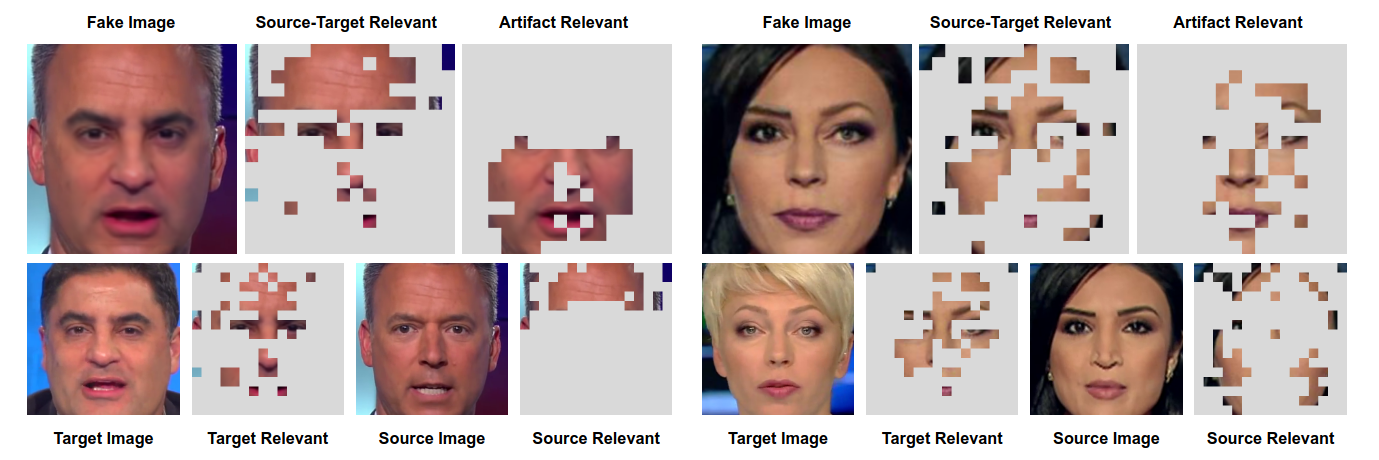 Fake Image Source-Target Relevant Artifact Relevant Fake Image Source-Target Relevant Artifact Relevant
Target Image Target Relevant Source Image Source Relevant Target Image Target Relevant Source Image Source Relevant